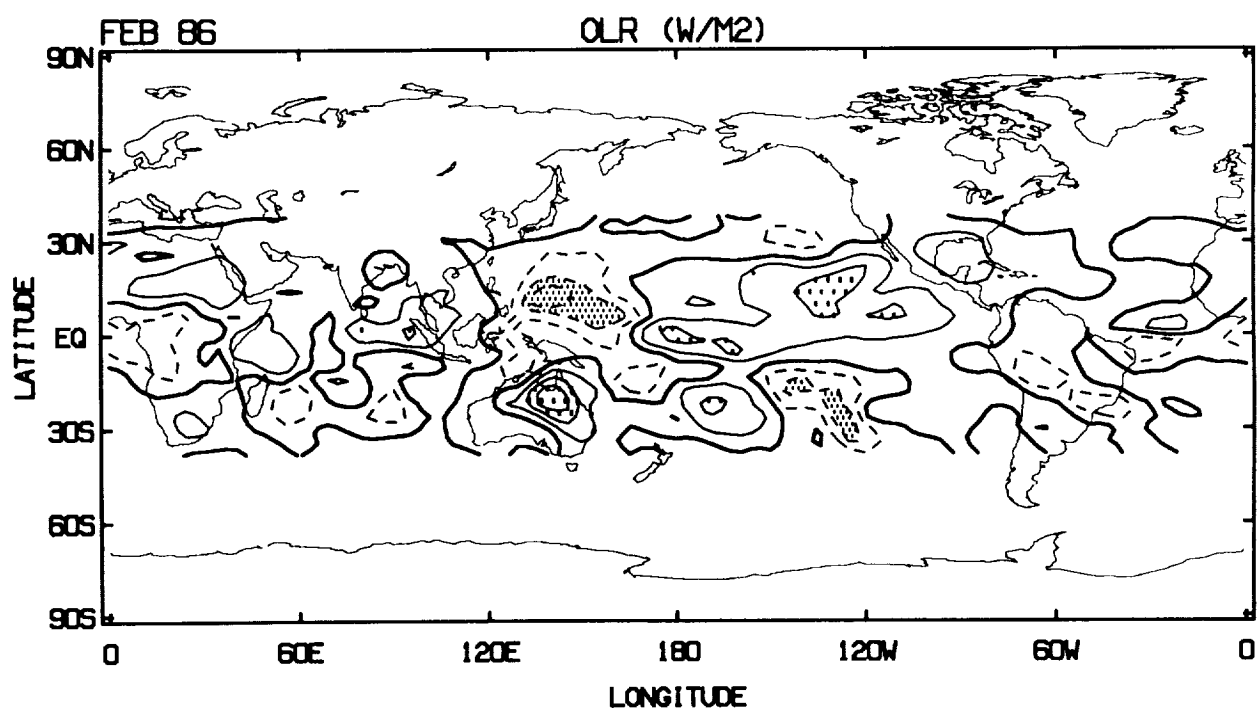 FEB 86 OLR (W/M2)
90N
60N
30N
EQ
30S
60S
90S
LATITUDE
0 60E 120E 180 120W 60W 0
LONGITUDE